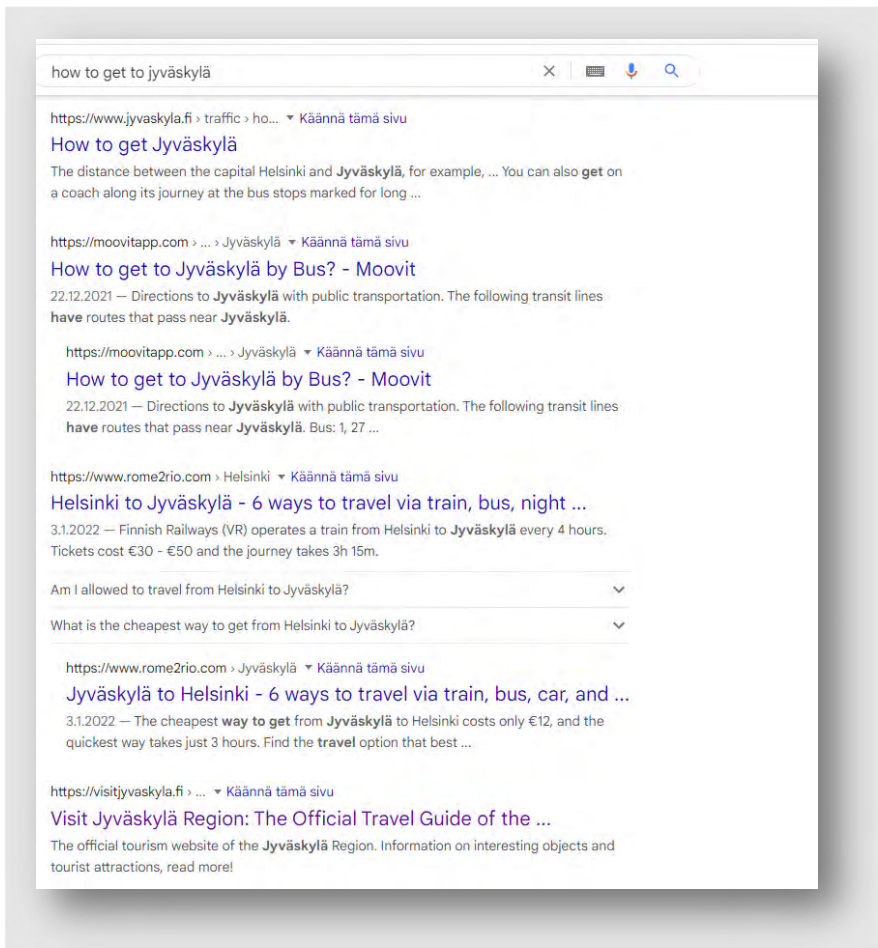 how to get to jyväskylä
https://www.jyvaskyla.fi › traffic › ho... ▼ Käännä tämä sivu
How to get Jyväskylä
The distance between the capital Helsinki and Jyväskylä, for example, ... You can also get on
a coach along its journey at the bus stops marked for long ...
https://moovitapp.com › ... › Jyväskylä ▼ Käännä tämä sivu
How to get to Jyväskylä by Bus? - Moovit
22.12.2021 — Directions to Jyväskylä with public transportation. The following transit lines
have routes that pass near Jyväskylä.
https://moovitapp.com › ... › Jyväskylä ▼ Käännä tämä sivu
How to get to Jyväskylä by Bus? - Moovit
22.12.2021 — Directions to Jyväskylä with public transportation. The following transit lines
have routes that pass near Jyväskylä. Bus: 1, 27 ...
https://www.rome2rio.com › Helsinki ▼ Käännä tämä sivu
Helsinki to Jyväskylä - 6 ways to travel via train, bus, night ...
3.1.2022 — Finnish Railways (VR) operates a train from Helsinki to Jyväskylä every 4 hours.
Tickets cost €30 - €50 and the journey takes 3h 15m.
Am I allowed to travel from Helsinki to Jyväskylä?
What is the cheapest way to get from Helsinki to Jyväskylä?
https://www.rome2rio.com › Jyväskylä ▼ Käännä tämä sivu
Jyväskylä to Helsinki - 6 ways to travel via train, bus, car, and ...
3.1.2022 — The cheapest way to get from Jyväskylä to Helsinki costs only €12, and the
quickest way takes just 3 hours. Find the travel option that best ...
https://visitjyvaskyla.fi › ... ▼ Käännä tämä sivu
Visit Jyväskylä Region: The Official Travel Guide of the ...
The official tourism website of the Jyväskylä Region. Information on interesting objects and
tourist attractions, read more!